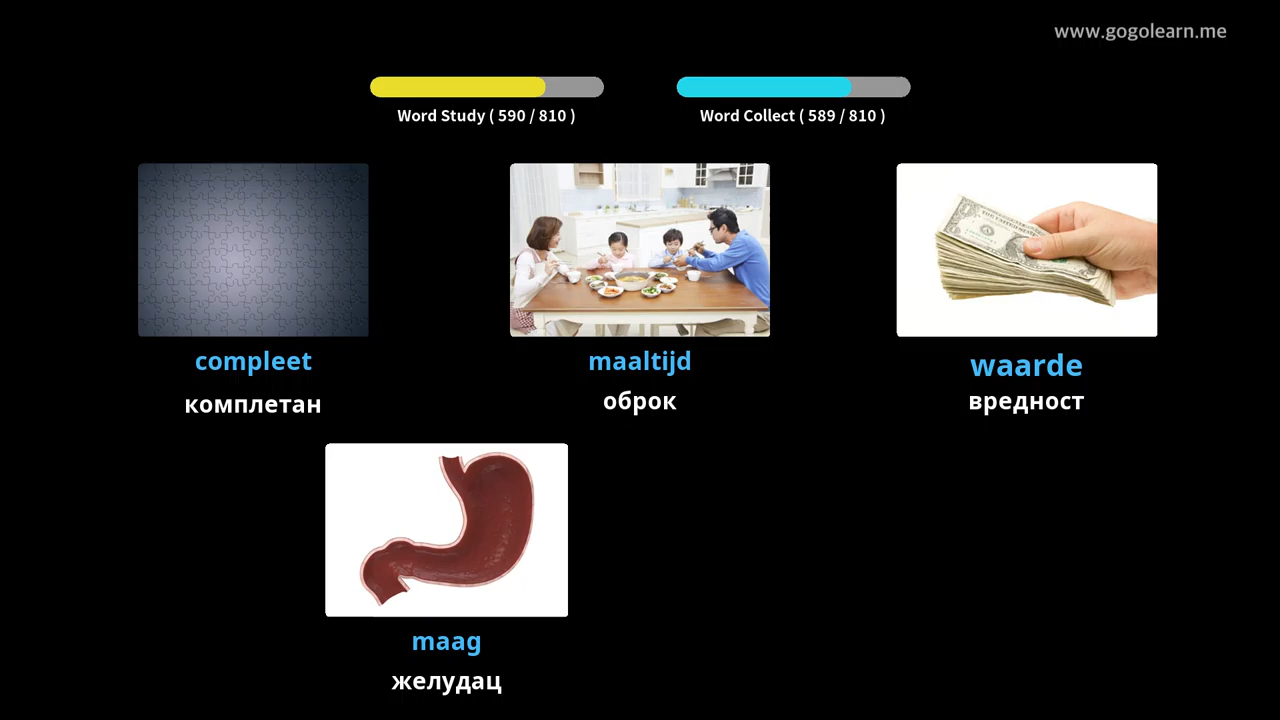 www.gogolearn.me
Word Study ( 590 / 810 )
Word Collect ( 589 / 810 )
compleet
комплетан
maaltijd
оброк
waarde
вредност
maag
желудац